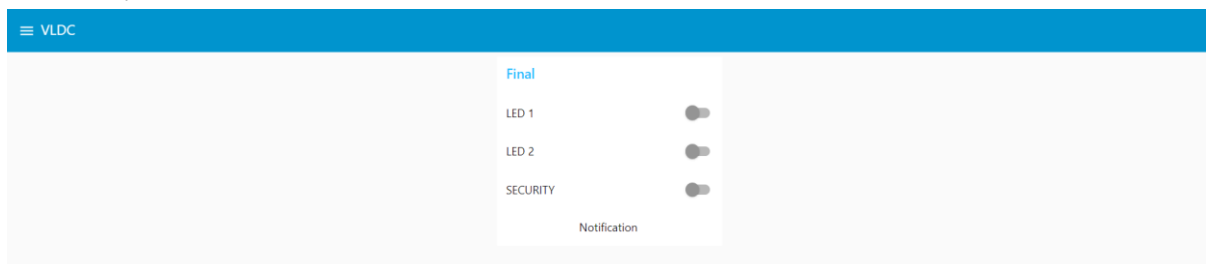 VLDC
Final
LED 1
LED 2
SECURITY
Notification